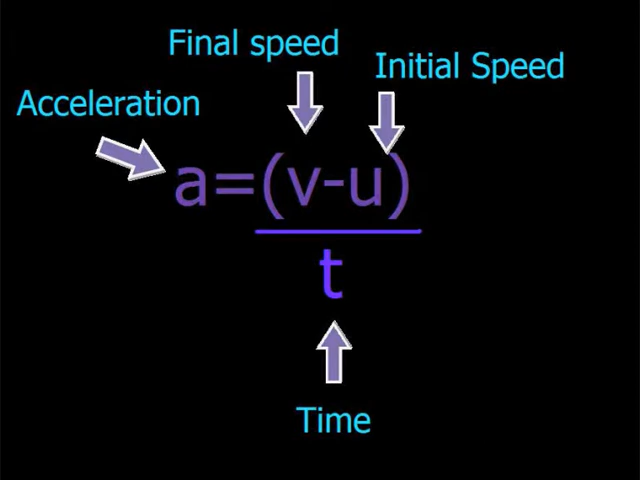 Final speed
Initial Speed
Acceleration
a=(v-u)
t
Time